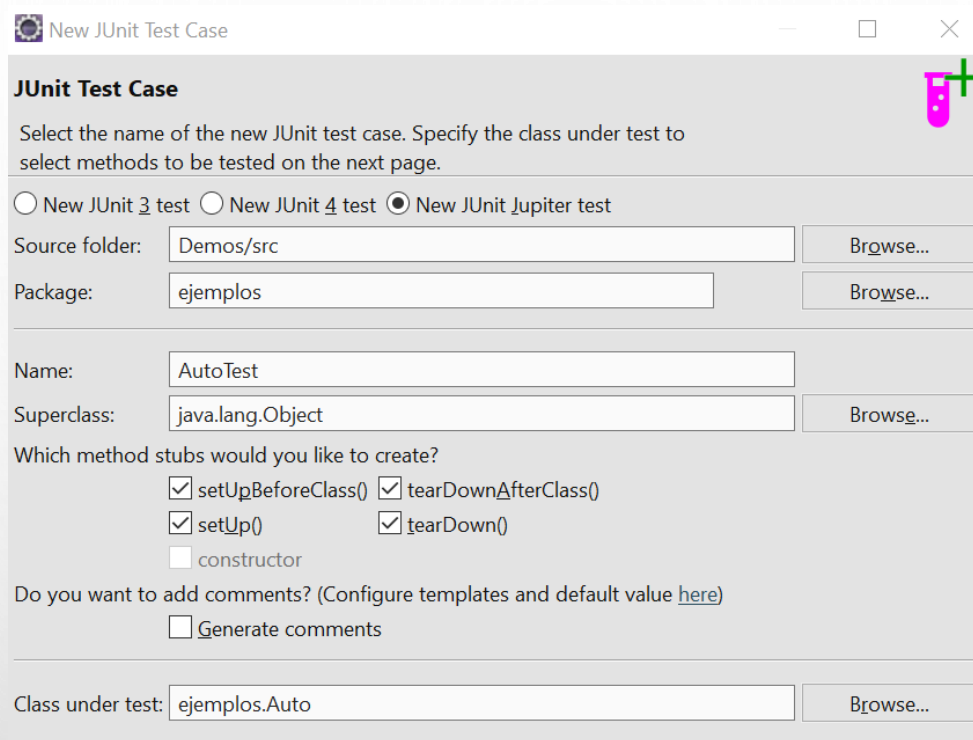 New JUnit Test Case
JUnit Test Case
Select the name of the new JUnit test case. Specify the class under test to
select methods to be tested on the next page.
New JUnit 3 test New JUnit 4 test New JUnit Jupiter test
Source folder: Demos/src Browse...
Package: ejemplos Browse...
Name: AutoTest
Superclass: java.lang.Object Browse...
Which method stubs would you like to create?
setUpBeforeClass() tearDownAfterClass()
setUp() tearDown()
constructor
Do you want to add comments? (Configure templates and default value here)
Generate comments
Class under test: ejemplos.Auto Browse...